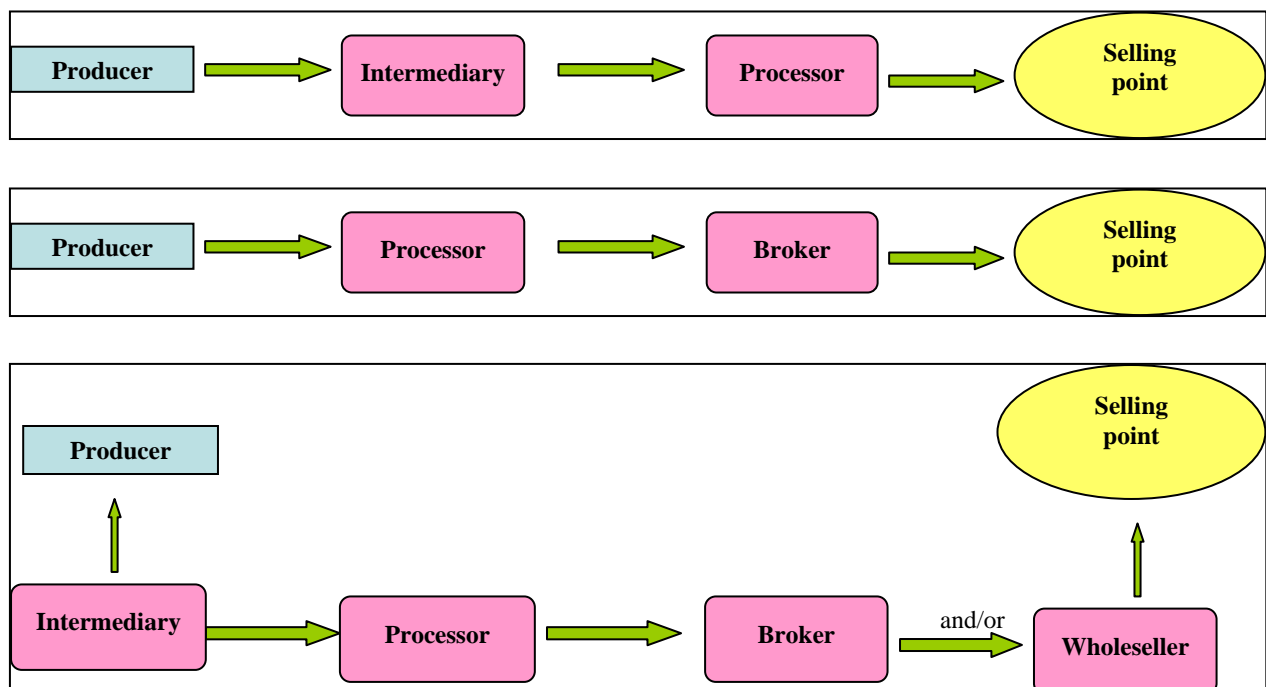 Producer
Intermediary
Processor
Selling
point
Producer
Processor
Broker
Selling
point
Selling
point
Producer
Intermediary
Processor
Broker
and/or
Wholeseller